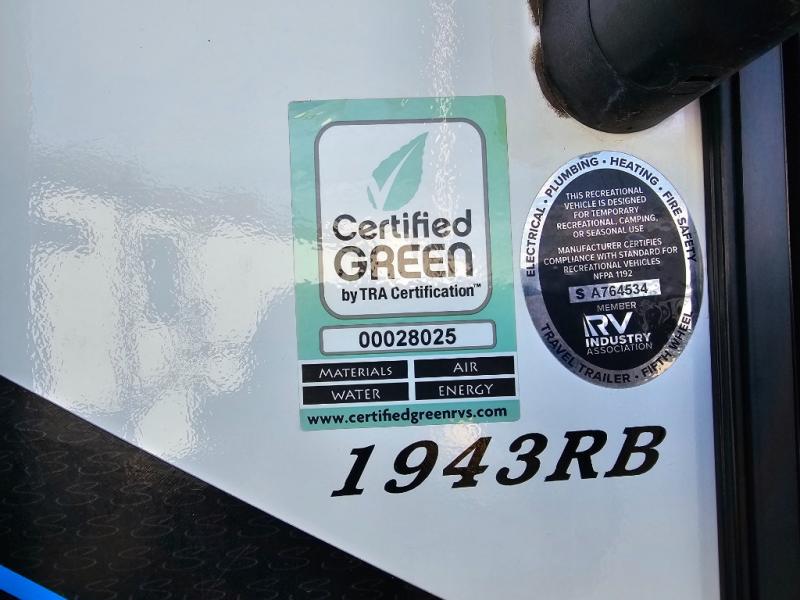 Certified
GREEN
by TRA Certification™
00028025
MATERIALS AIR
WATER ENERGY
www.certifiedgreenrvs.com
ELECTRICAL · PLUMBING · HEATING · FIRE SAFETY
THIS RECREATIONAL
VEHICLE IS DESIGNED
FOR TEMPORARY
RECREATIONAL, CAMPING,
OR SEASONAL USE
MANUFACTURER CERTIFIES
COMPLIANCE WITH STANDARD FOR
RECREATIONAL VEHICLES
NFPA 1192
S A764534
MEMBER
RV
INDUSTRY
ASSOCIATION
TRAVEL TRAILER · FIFTH WHEEL
1943RB